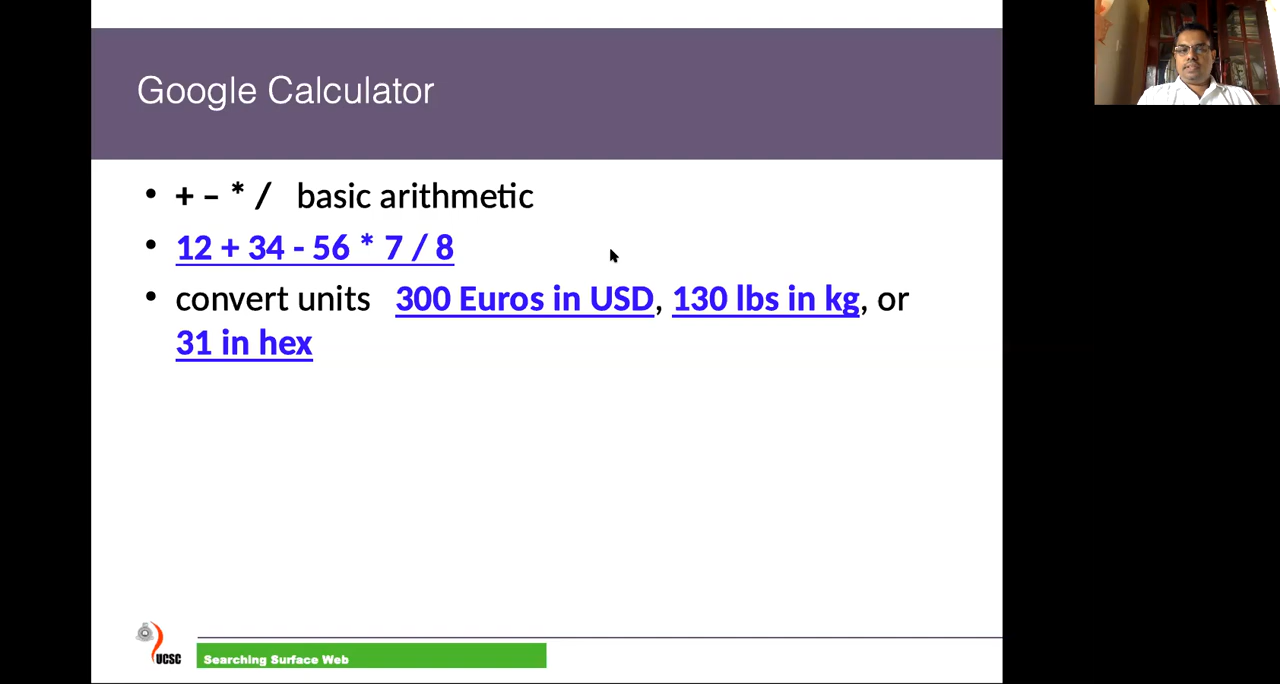 Google Calculator
• + – * / basic arithmetic
• 12 + 34 - 56 * 7 / 8
• convert units 300 Euros in USD, 130 lbs in kg, or
31 in hex
UCSC
Searching Surface Web